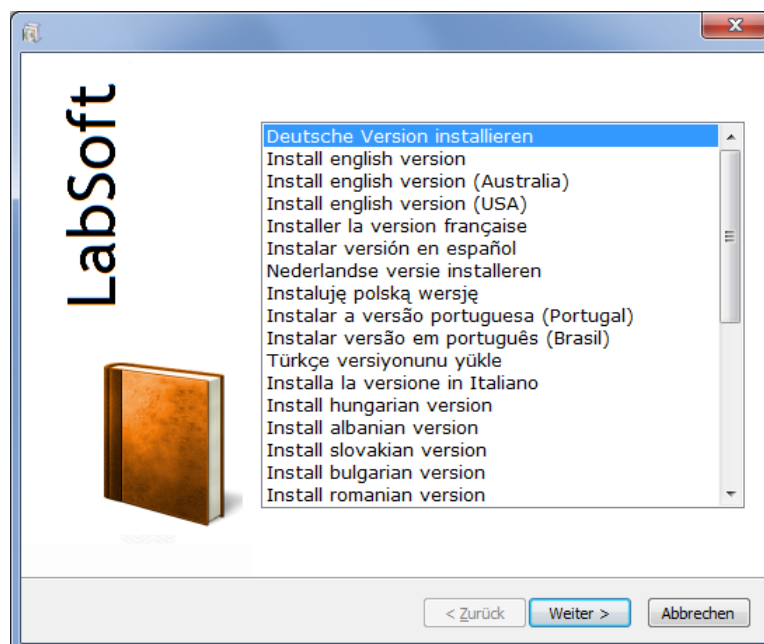 LabSoft
Deutsche Version installieren
Install english version
Install english version (Australia)
Install english version (USA)
Installer la version française
Instalar versión en español
Nederlandse versie installeren
Instaluję polską wersję
Instalar a versão portuguesa (Portugal)
Instalar versão em português (Brasil)
Türkçe versiyonunu yükle
Installa la versione in Italiano
Install hungarian version
Install albanian version
Install slovakian version
Install bulgarian version
Install romanian version
< Zurück
Weiter >
Abbrechen